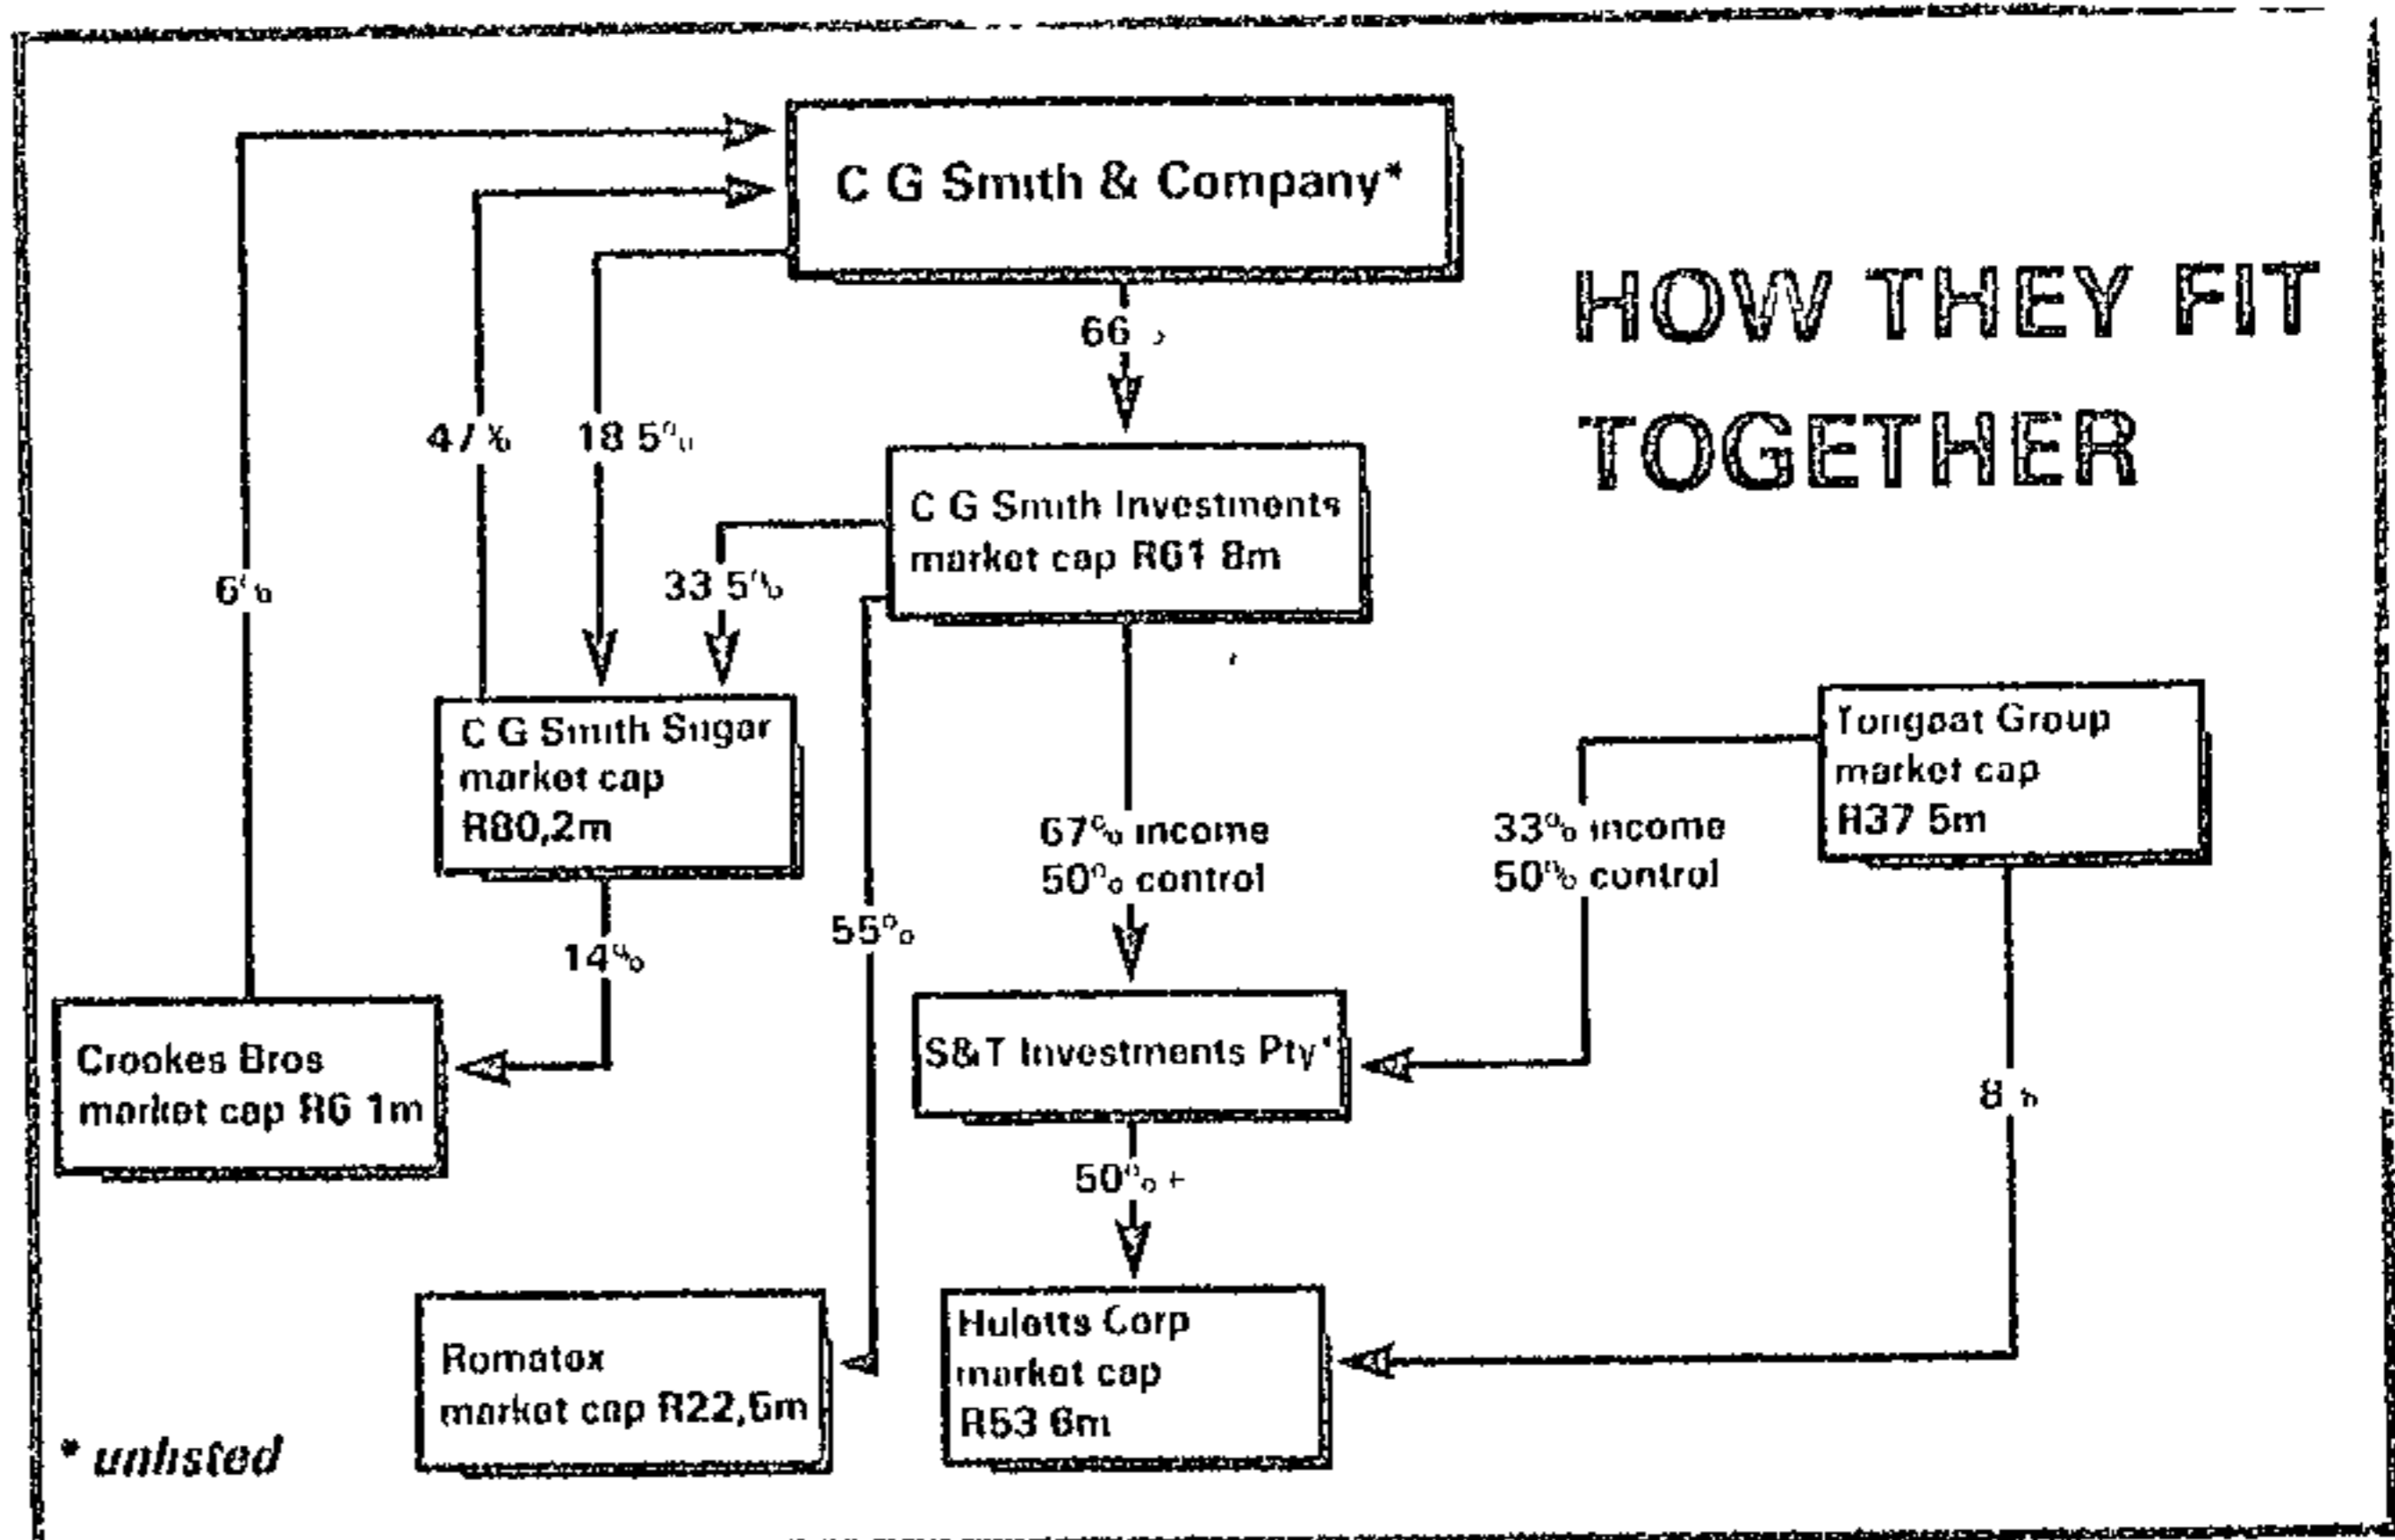 C G Smith & Company*
HOW THEY FIT
TOGETHER
66
18 5%
C G Smith Investments
market cap R61 8m
33 5%
6%
C G Smith Sugar
market cap
R80,2m
Tongaat Group
market cap
R37 5m
67% income
50% control
33% income
50% control
55%
14%
Crookes Bros
market cap R6 1m
S&T Investments Pty*
8%
50% +
Romatex
market cap
Huletts Corp
market cap
R53 6m
* unlisted